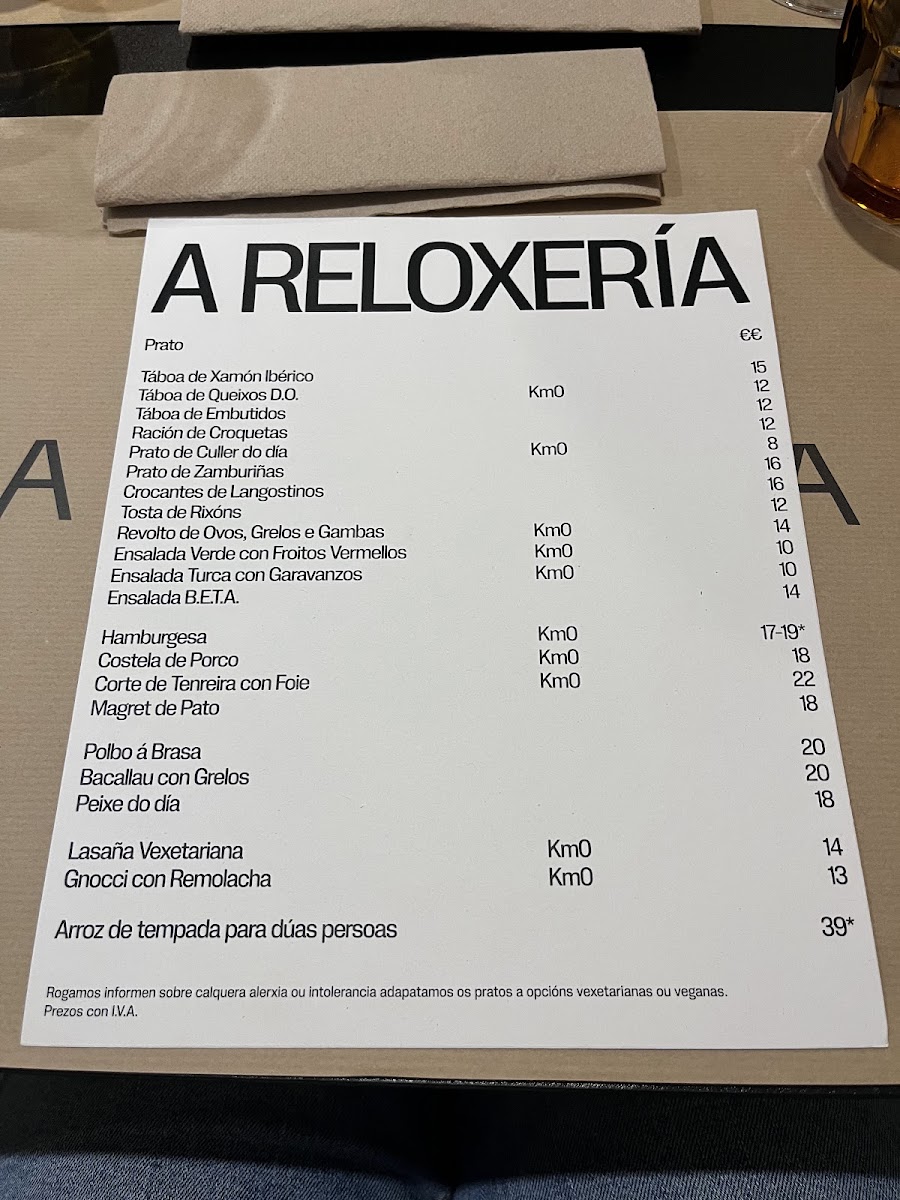 A RELOXERÍA
Prato €€
Táboa de Xamón Ibérico 15
Táboa de Queixos D.O. Km0 12
Táboa de Embutidos 12
Ración de Croquetas 12
Prato de Culler do día Km0 8
Prato de Zamburiñas 16
Crocantes de Langostinos 16
Tosta de Rixóns 12
Revolto de Ovos, Grelos e Gambas Km0 14
Ensalada Verde con Froitos Vermellos Km0 10
Ensalada Turca con Garavanzos Km0 10
Ensalada B.E.T.A. 14
Hamburgesa Km0 17-19*
Costela de Porco Km0 18
Corte de Tenreira con Foie Km0 22
Magret de Pato 18
Polbo á Brasa 20
Bacallau con Grelos 20
Peixe do día 18
Lasaña Vexetariana Km0 14
Gnocci con Remolacha Km0 13
Arroz de tempada para dúas persoas 39*
Rogamos informen sobre calquera alerxia ou intolerancia adapatamos os pratos a opcións vexetarianas ou veganas.
Prezos con I.V.A.
A
A